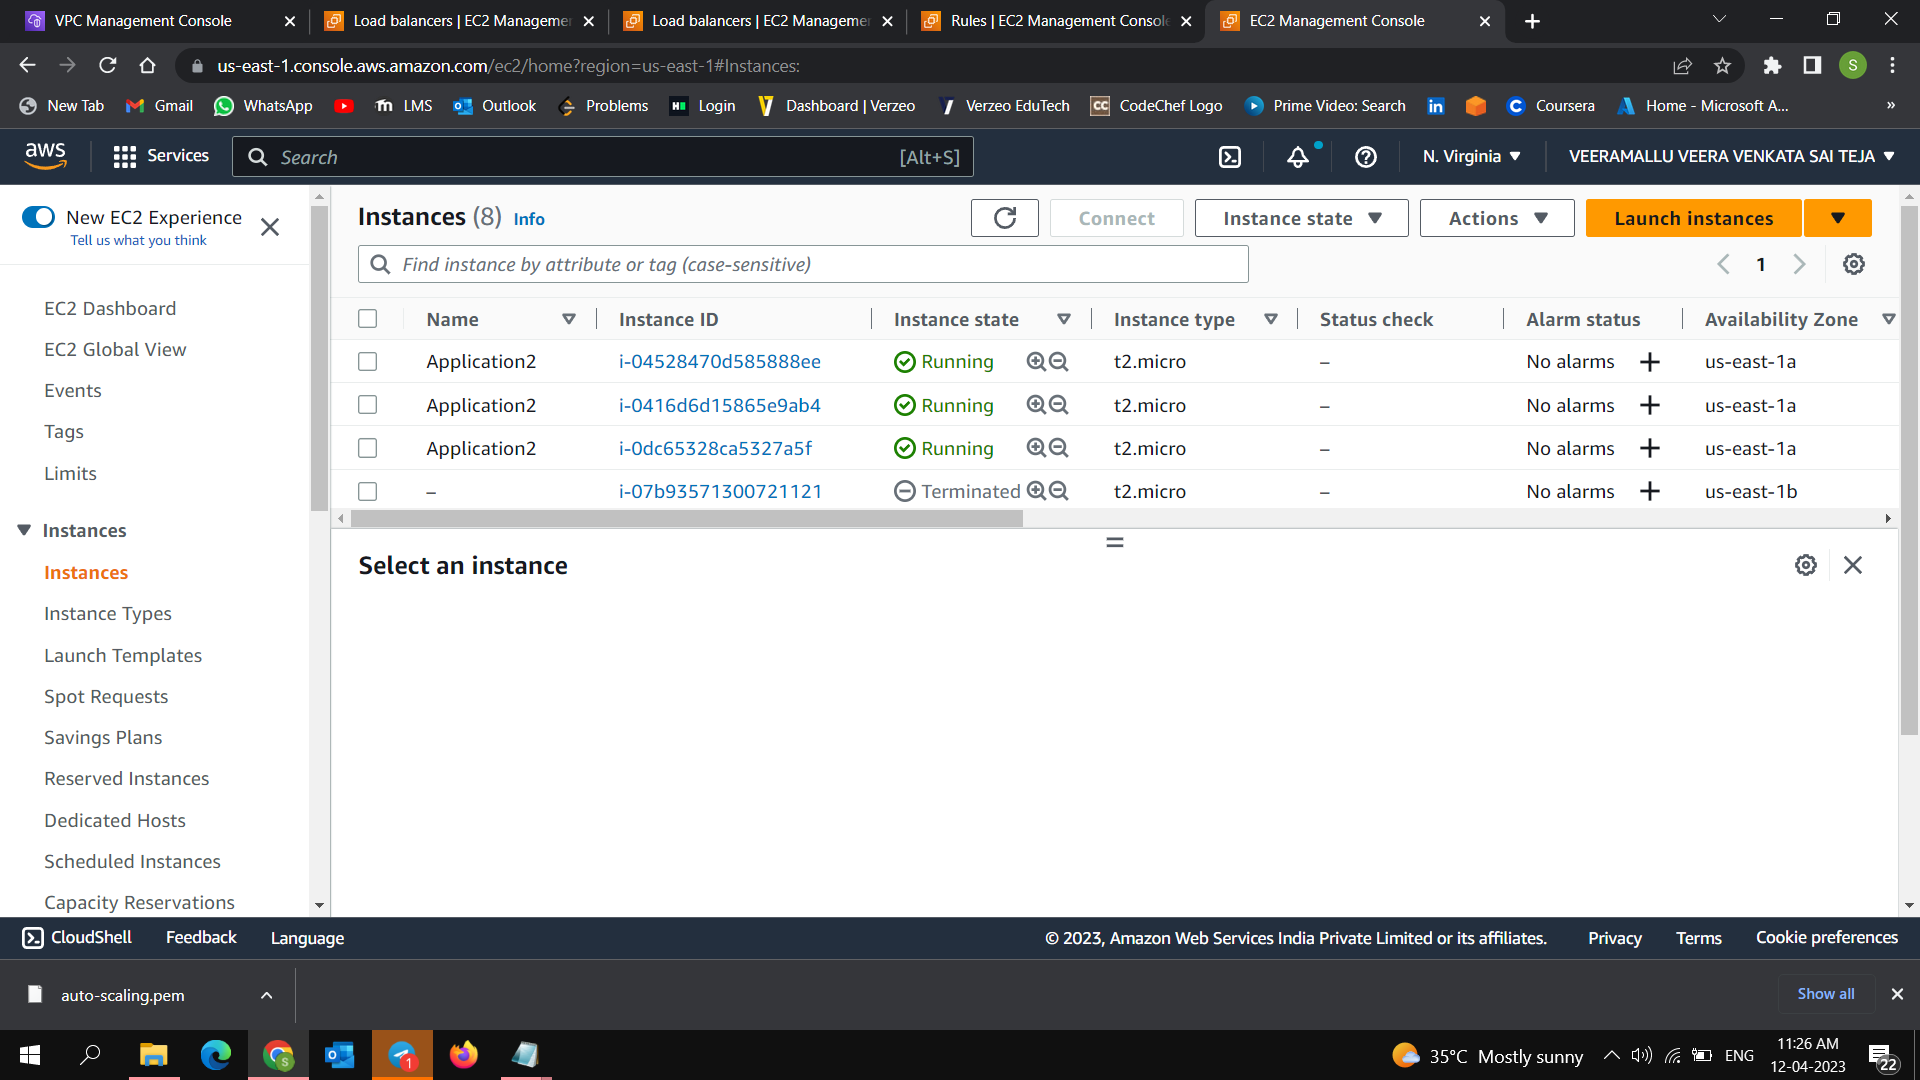 VPC Management Console
Load balancers | EC2 Managemen
Load balancers | EC2 Managemen
Rules | EC2 Management Console
EC2 Management Console
us-east-1.console.aws.amazon.com/ec2/home?region=us-east-1#Instances:
S
New Tab
Gmail
WhatsApp
LMS
Outlook
Problems
Login
Dashboard | Verzeo
Verzeo EduTech
CC
CodeChef Logo
Prime Video: Search
in
Coursera
Home - Microsoft A...
»
aws
Services
Search
[Alt+S]
N. Virginia
VEERAMALLU VEERA VENKATA SAI TEJA
New EC2 Experience
Tell us what you think
EC2 Dashboard
EC2 Global View
Events
Tags
Limits
Instances
Instances
Instance Types
Launch Templates
Spot Requests
Savings Plans
Reserved Instances
Dedicated Hosts
Scheduled Instances
Capacity Reservations
Instances (8) Info
Connect
Instance state
Actions
Launch instances
Find instance by attribute or tag (case-sensitive)
1
Name Instance ID Instance state Instance type Status check Alarm status Availability Zone
Application2 i-04528470d585888ee Running t2.micro – No alarms + us-east-1a
Application2 i-0416d6d15865e9ab4 Running t2.micro – No alarms + us-east-1a
Application2 i-0dc65328ca5327a5f Running t2.micro – No alarms + us-east-1a
– i-07b93571300721121 Terminated t2.micro – No alarms + us-east-1b
Select an instance
CloudShell
Feedback
Language
© 2023, Amazon Web Services India Private Limited or its affiliates.
Privacy
Terms
Cookie preferences
auto-scaling.pem
Show all
S
1
35°C Mostly sunny
ENG
11:26 AM
12-04-2023
22